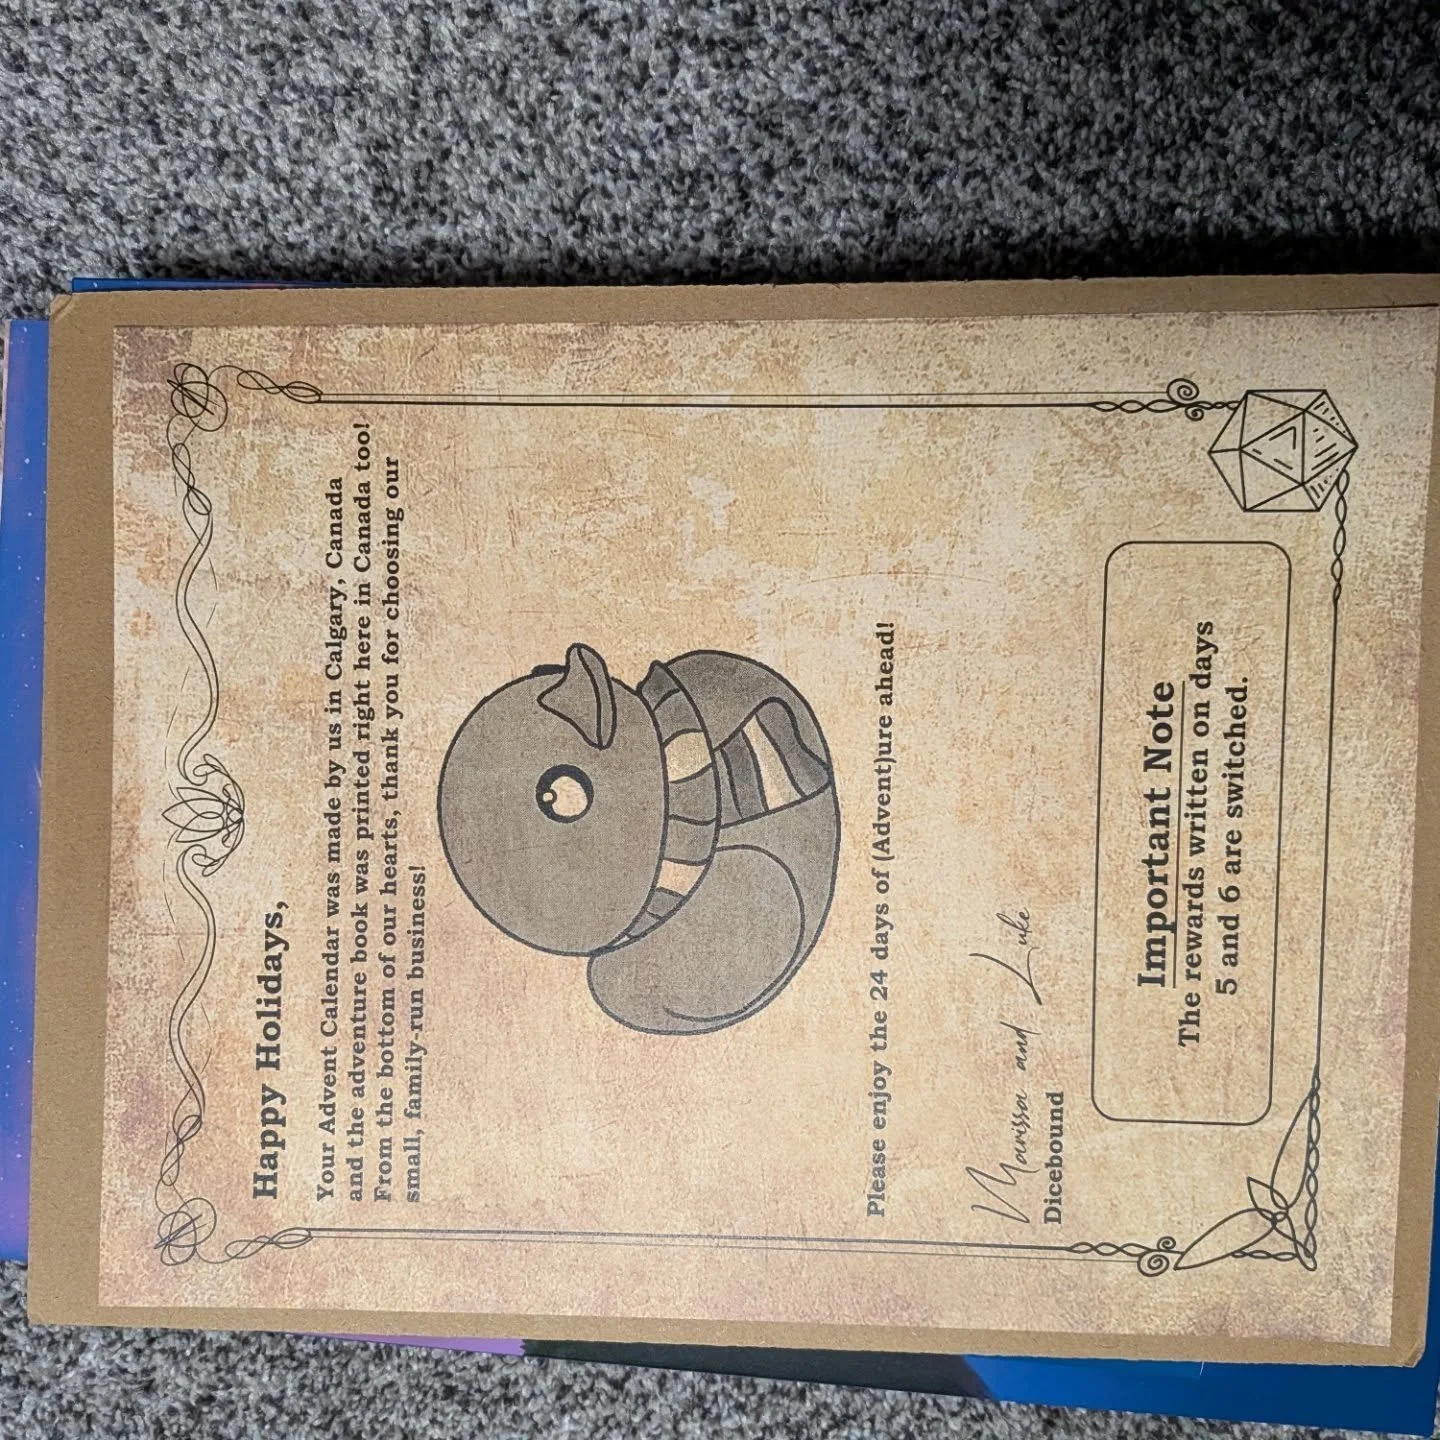 Happy Holidays,
Your Advent Calendar was made by us in Calgary, Canada
and the adventure book was printed right here in Canada too!
From the bottom of our hearts, thank you for choosing our
small, family-run business!
Please enjoy the 24 days of (Advent)ure ahead!
Marissa and Luke
Dicebound
Important Note
The rewards written on days
5 and 6 are switched.